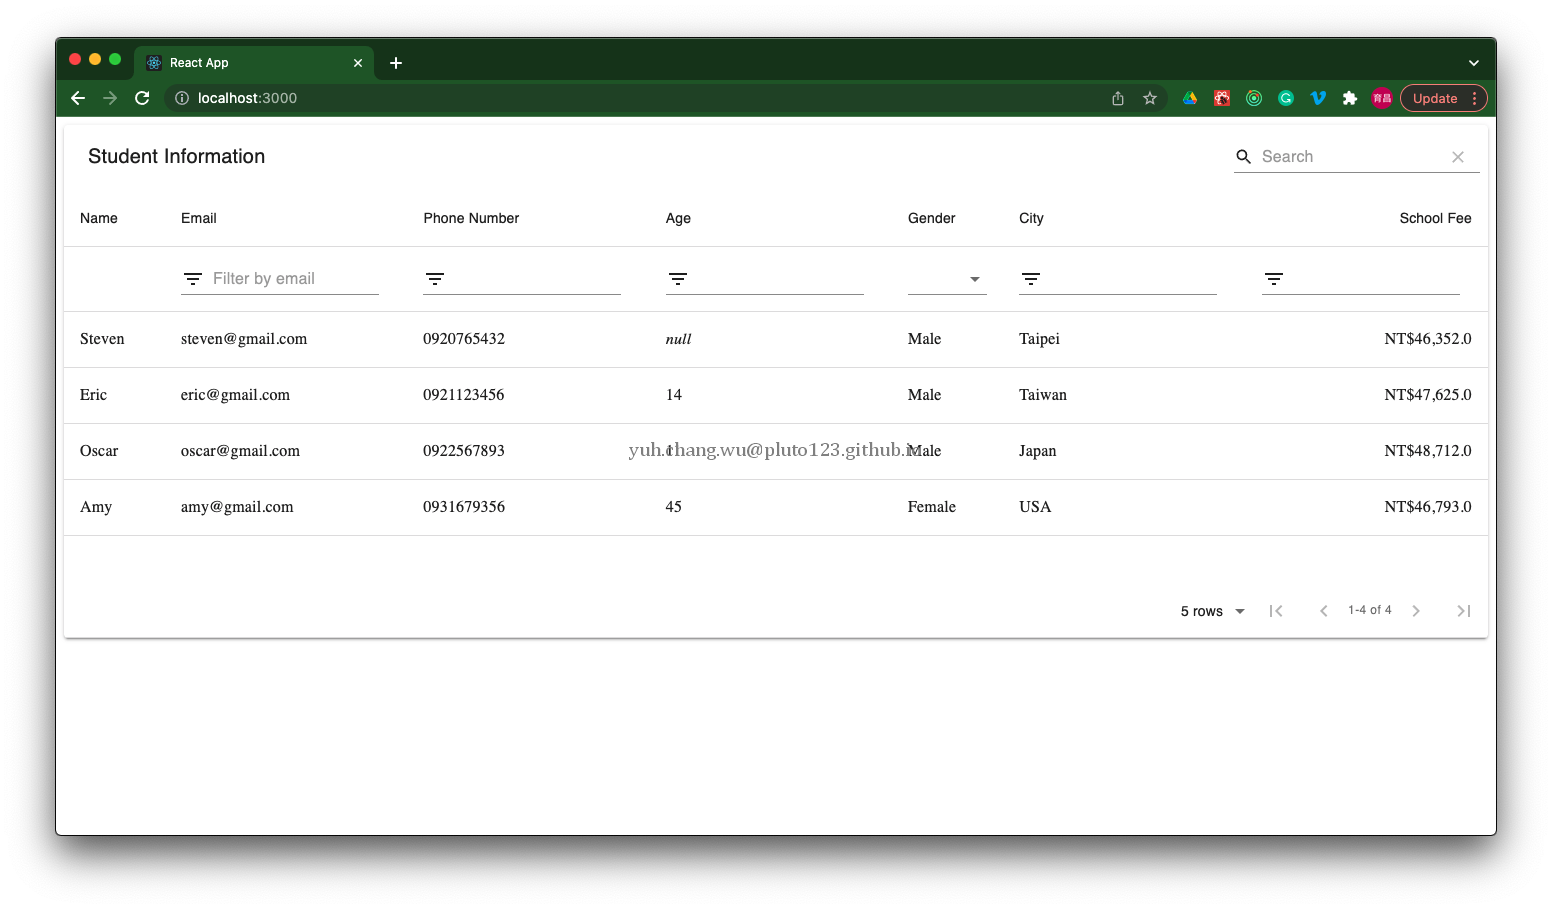 React App
localhost:3000
育昌
Update
Student Information
Search
Name Email Phone Number Age Gender City School Fee
Filter by email
Steven steven@gmail.com 0920765432 null Male Taipei NT$46,352.0
Eric eric@gmail.com 0921123456 14 Male Taiwan NT$47,625.0
Oscar oscar@gmail.com 0922567893 Male Japan NT$48,712.0
yuh.chang.wu@pluto123.github.io
Amy amy@gmail.com 0931679356 45 Female USA NT$46,793.0
5 rows 1-4 of 4